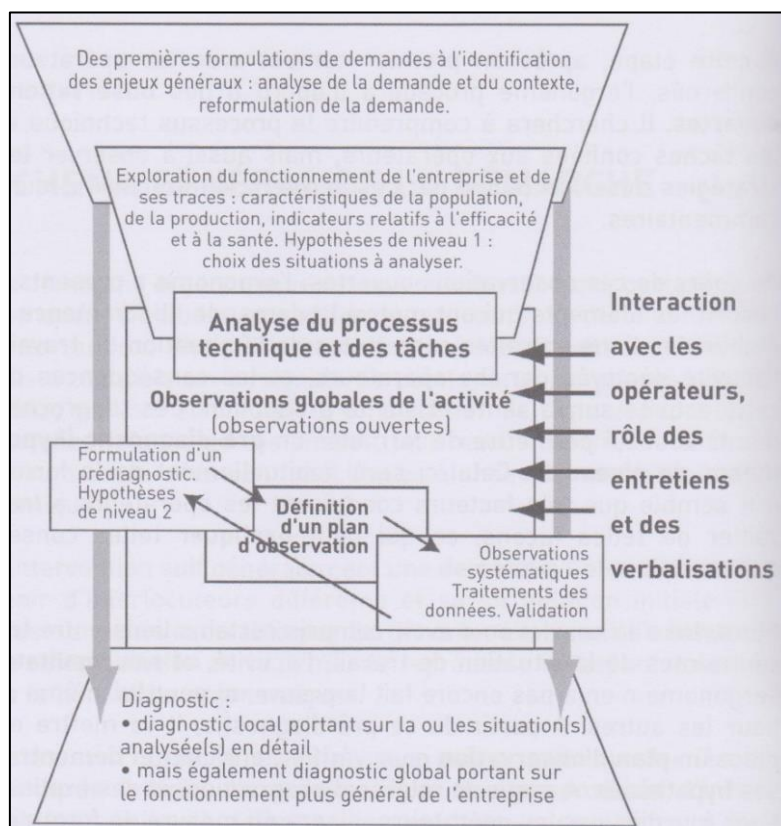 Des premières formulations de demandes à l'identification
des enjeux généraux : analyse de la demande et du contexte,
reformulation de la demande.
Exploration du fonctionnement de l'entreprise et de
ses traces : caractéristiques de la population,
de la production, indicateurs relatifs à l'efficacité
et à la santé. Hypothèses de niveau 1 :
choix des situations à analyser.
Analyse du processus
technique et des tâches
Observations globales de l'activité
(observations ouvertes)
Formulation d'un
prédiagnostic.
Hypothèses
de niveau 2
Définition
d'un plan
d'observation
Observations
systématiques
Traitements des
données. Validation
Interaction
avec les
opérateurs,
rôle des
entretiens
et des
verbalisations
Diagnostic :
• diagnostic local portant sur la ou les situation(s)
analysée(s) en détail
• mais également diagnostic global portant sur
le fonctionnement plus général de l'entreprise